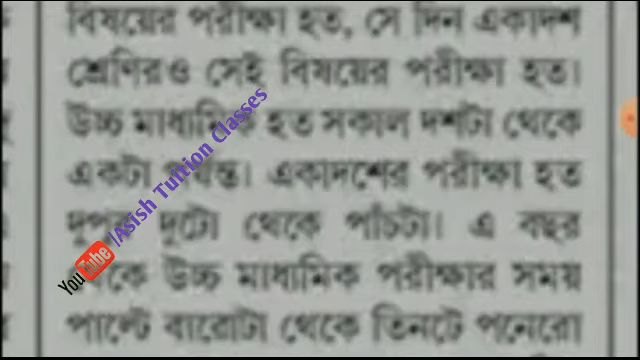 বিষয়ের পরীক্ষা হত, সে দিন একাদশ
শ্রেণিরও সেই বিষয়ের পরীক্ষা হত।
উচ্চ মাধ্যমিক হত সকাল দশটা থেকে
একটা পর্যন্ত। একাদশের পরীক্ষা হত
দুপুর দুটো থেকে পাঁচটা। এ বছর
থেকে উচ্চ মাধ্যমিক পরীক্ষার সময়
পাল্টে বারোটা থেকে তিনটে পনেরো
YouTube/Asish Tuition Classes